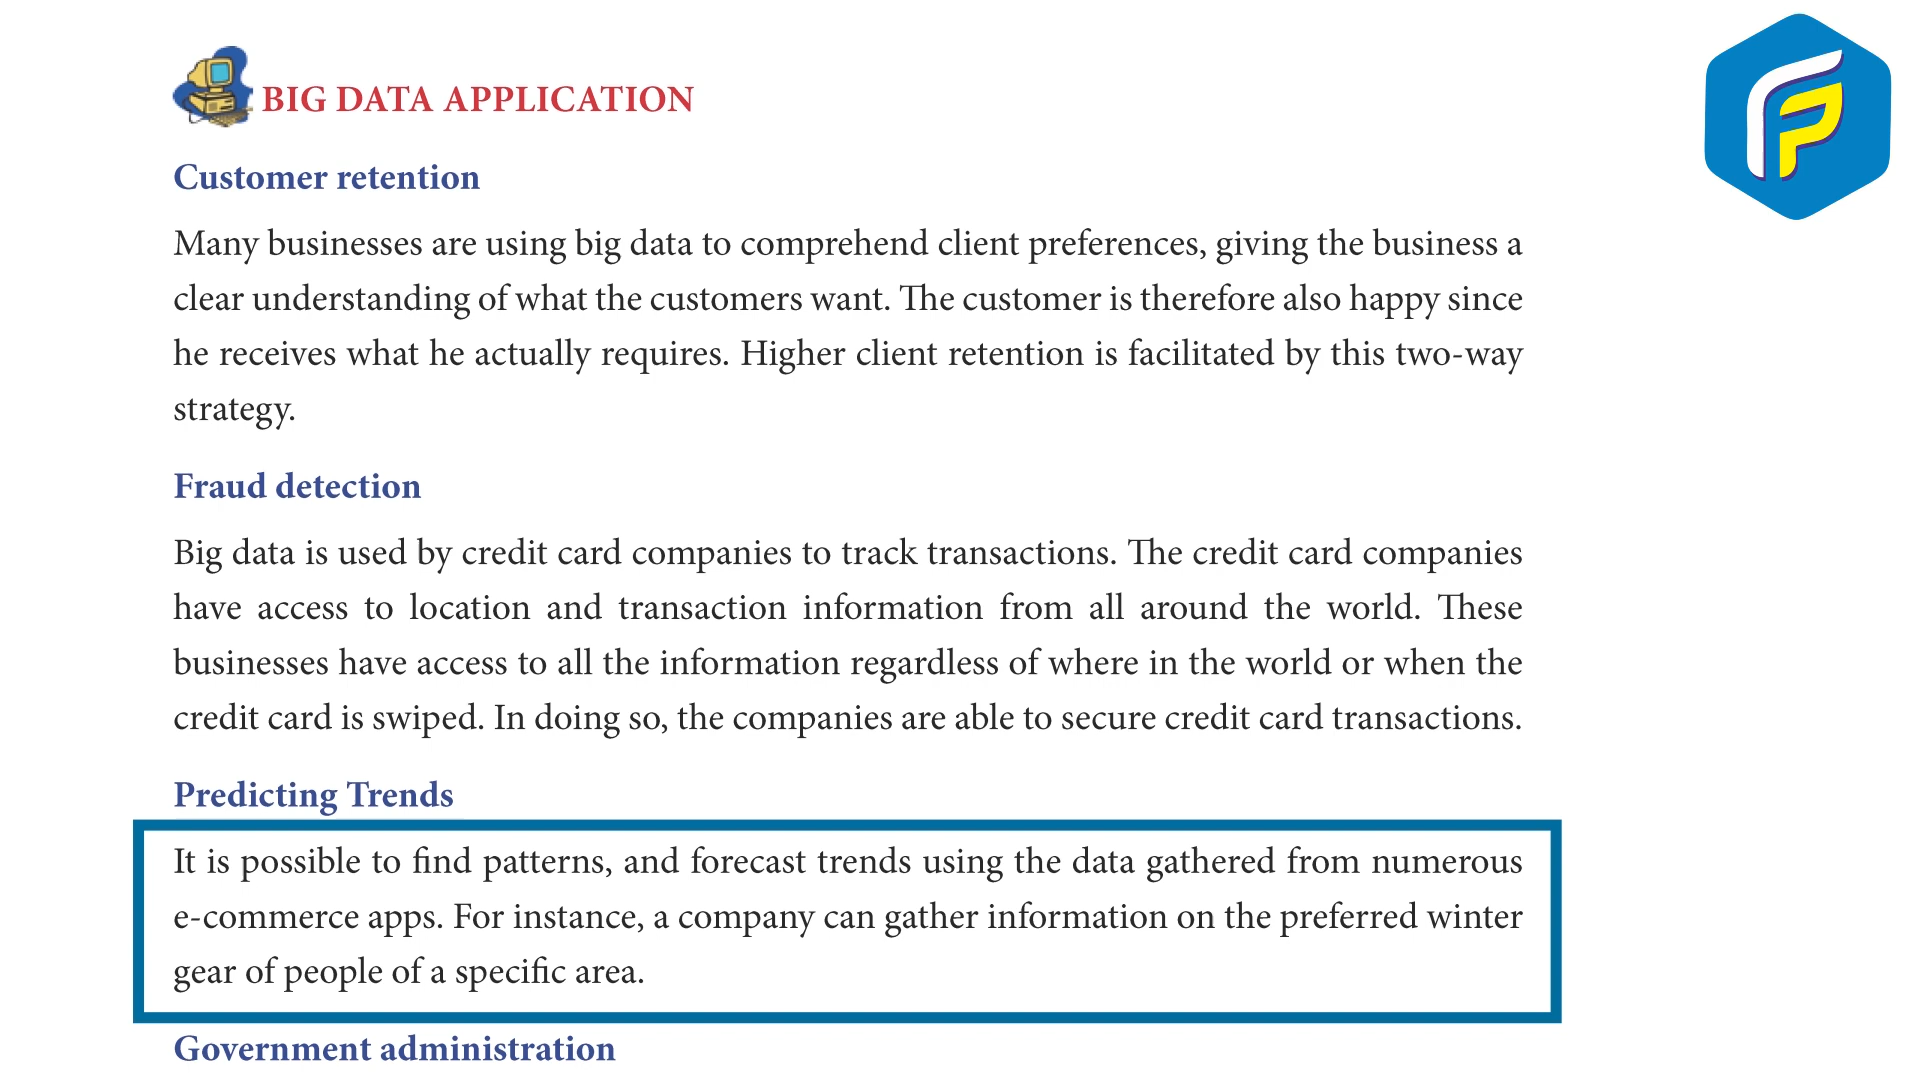 BIG DATA APPLICATION
Customer retention
Many businesses are using big data to comprehend client preferences, giving the business a
clear understanding of what the customers want. The customer is therefore also happy since
he receives what he actually requires. Higher client retention is facilitated by this two-way
strategy.
Fraud detection
Big data is used by credit card companies to track transactions. The credit card companies
have access to location and transaction information from all around the world. These
businesses have access to all the information regardless of where in the world or when the
credit card is swiped. In doing so, the companies are able to secure credit card transactions.
Predicting Trends
It is possible to find patterns, and forecast trends using the data gathered from numerous
e-commerce apps. For instance, a company can gather information on the preferred winter
gear of people of a specific area.
Government administration